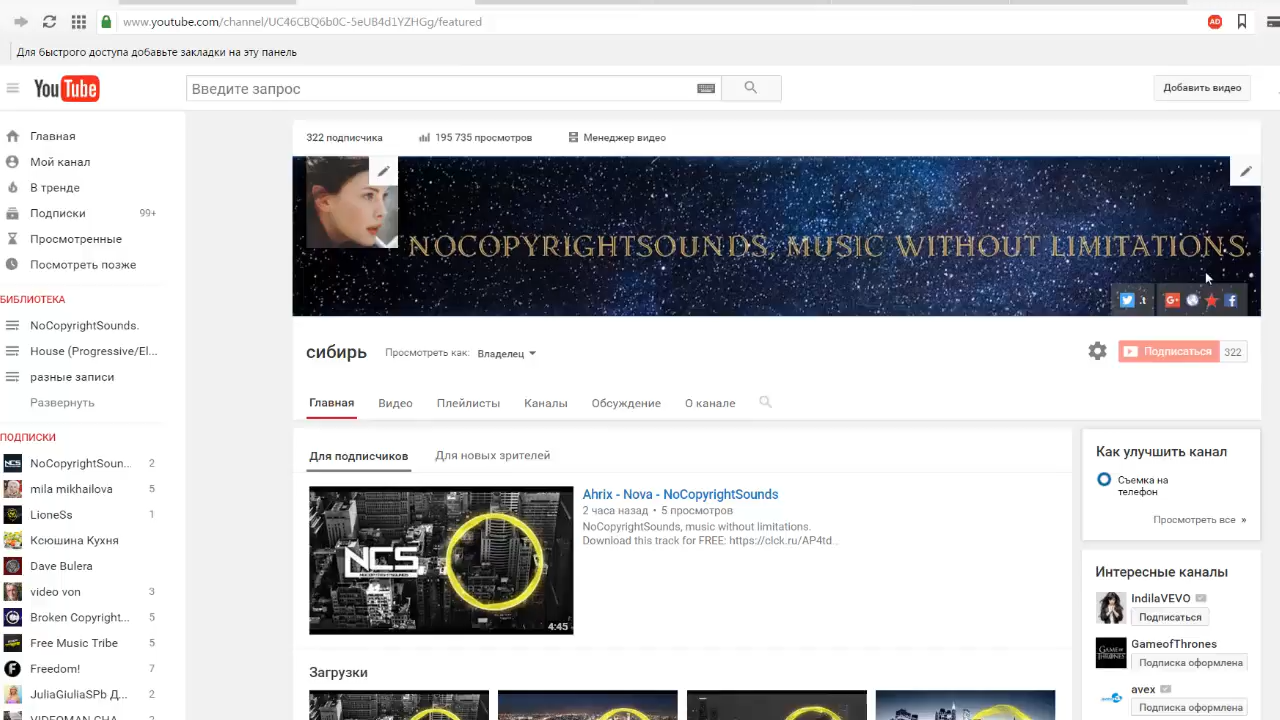 www.youtube.com/channel/UC46CBQ6b0C-5eUB4d1YZHGg/featured
AD
Для быстрого доступа добавьте закладки на эту панель
YouTube
Введите запрос
Добавить видео
Главная
Мой канал
В тренде
Подписки 99+
Просмотренные
Посмотреть позже
БИБЛИОТЕКА
NoCopyrightSounds.
House (Progressive/El...
разные записи
Развернуть
ПОДПИСКИ
NoCopyrightSoun... 2
mila mikhailova 5
LioneSs 1
Ксюшина Кухня
Dave Bulera
video von 3
Broken Copyright... 5
Free Music Tribe 5
Freedom! 7
JuliaGiuliaSPb Д... 2
VIDEOMAN CHA...
322 подписчика
195 735 просмотров
Менеджер видео
NOCOPYRIGHTSOUNDS, MUSIC WITHOUT LIMITATIONS.
.t
сибирь
Просмотреть как: Владелец
Подписаться 322
Главная
Видео
Плейлисты
Каналы
Обсуждение
О канале
Для подписчиков
Для новых зрителей
NCS
NOCOPYRIGHTSOUNDS
4:45
Ahrix - Nova - NoCopyrightSounds
2 часа назад • 5 просмотров
NoCopyrightSounds, music without limitations.
Download this track for FREE: https://clck.ru/AP4td...
Загрузки
Как улучшить канал
Съемка на
телефон
Просмотреть все »
Интересные каналы
IndilaVEVO
Подписаться
GameofThrones
Подписка оформлена
avex
Подписка оформлена